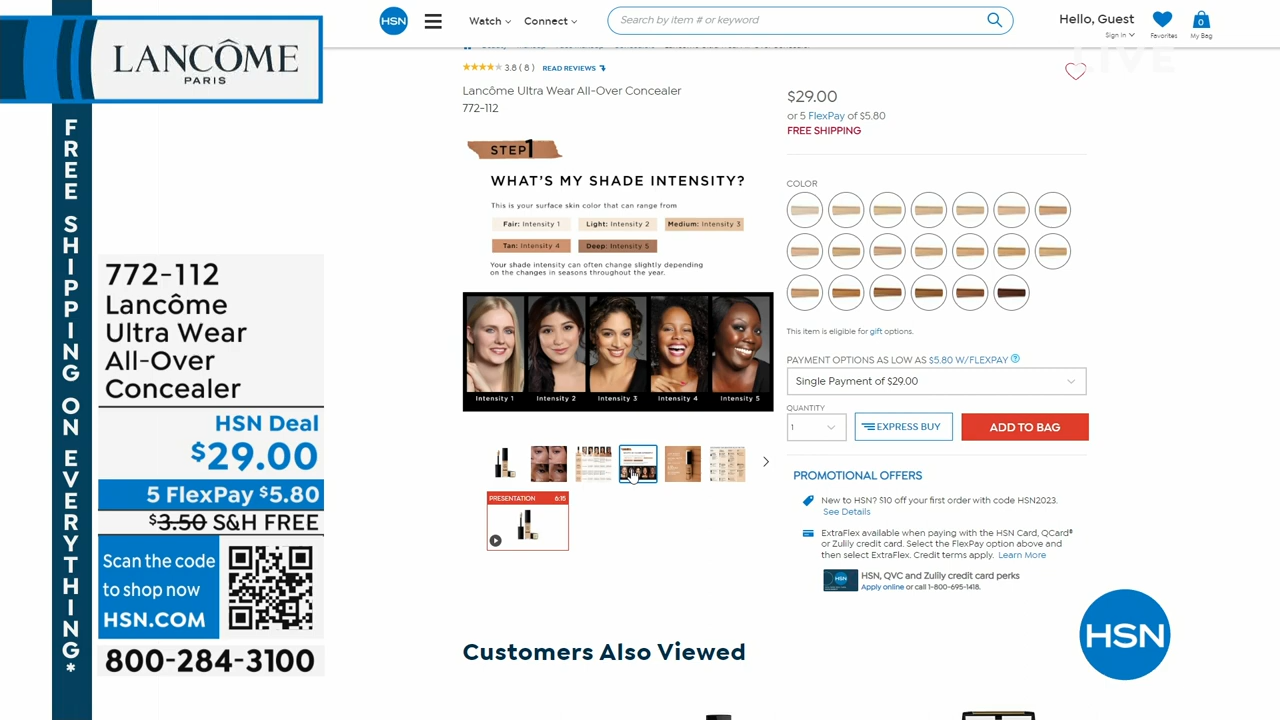 LANCÔME
PARIS
FREE SHIPPING ON EVERYTHING*
772-112
Lancôme
Ultra Wear
All-Over
Concealer
HSN Deal
$29.00
5 FlexPay $5.80
$3.50 S&H FREE
Scan the code
to shop now
HSN.COM
800-284-3100
HSN
Watch
Connect
Search by item # or keyword
Hello, Guest
Sign In
Favorites
0
My Bag
LIVE
3.8 ( 8 ) READ REVIEWS
Lancôme Ultra Wear All-Over Concealer
772-112
STEP 1
WHAT'S MY SHADE INTENSITY?
This is your surface skin color that can range from
Fair: Intensity 1
Light: Intensity 2
Medium: Intensity 3
Tan: Intensity 4
Deep: Intensity 5
Your shade intensity can often change slightly depending
on the changes in seasons throughout the year.
Intensity 1
Intensity 2
Intensity 3
Intensity 4
Intensity 5
PRESENTATION 6:15
$29.00
or 5 FlexPay of $5.80
FREE SHIPPING
COLOR
This item is eligible for gift options.
PAYMENT OPTIONS AS LOW AS $5.80 W/FLEXPAY ?
Single Payment of $29.00
QUANTITY
1
EXPRESS BUY
ADD TO BAG
PROMOTIONAL OFFERS
New to HSN? $10 off your first order with code HSN2023.
See Details
ExtraFlex available when paying with the HSN Card, QCard®
or Zulily credit card. Select the FlexPay option above and
then select ExtraFlex. Credit terms apply. Learn More
HSN, QVC and Zulily credit card perks
Apply online or call 1-800-695-1418.
Customers Also Viewed
HSN